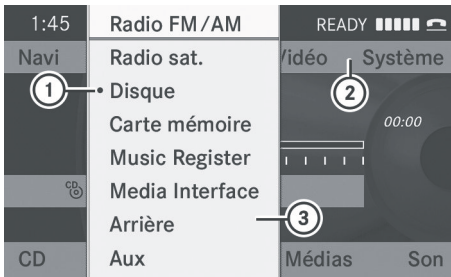 1:45 Radio FM/AM READY
Navi Radio sat. Vidéo Système
1 Disque 2
Carte mémoire 00:00
Music Register
CD Media Interface
Arrière 3
CD Aux Médias Son